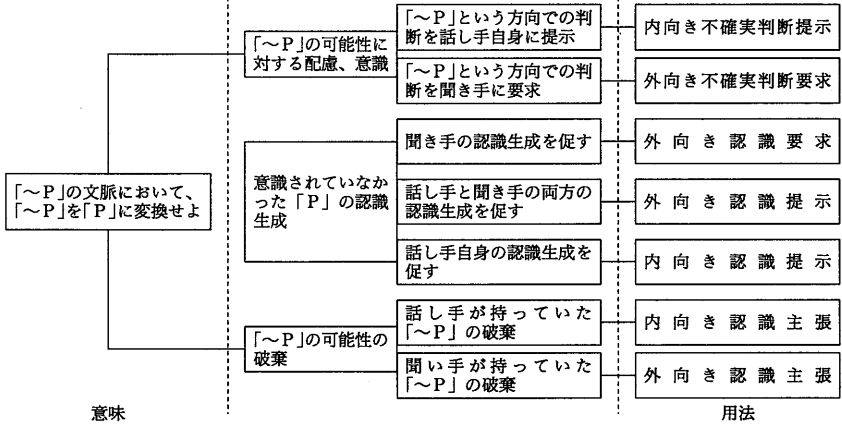 「～Ｐ」の文脈において、
「～Ｐ」を「Ｐ」に変換せよ
「～Ｐ」の可能性に
対する配慮、意識
「～Ｐ」という方向での判
断を話し手自身に提示
内向き不確実判断提示
「～Ｐ」という方向での判
断を聞き手に要求
外向き不確実判断要求
意識されていなか
った「Ｐ」の認識
生成
聞き手の認識生成を促す
外向き認識要求
話し手と聞き手の両方の
認識生成を促す
外向き認識提示
話し手自身の認識生成を
促す
内向き認識提示
「～Ｐ」の可能性の
破棄
話し手が持っていた
「～Ｐ」の破棄
内向き認識主張
聞い手が持っていた
「～Ｐ」の破棄
外向き認識主張
意味
用法